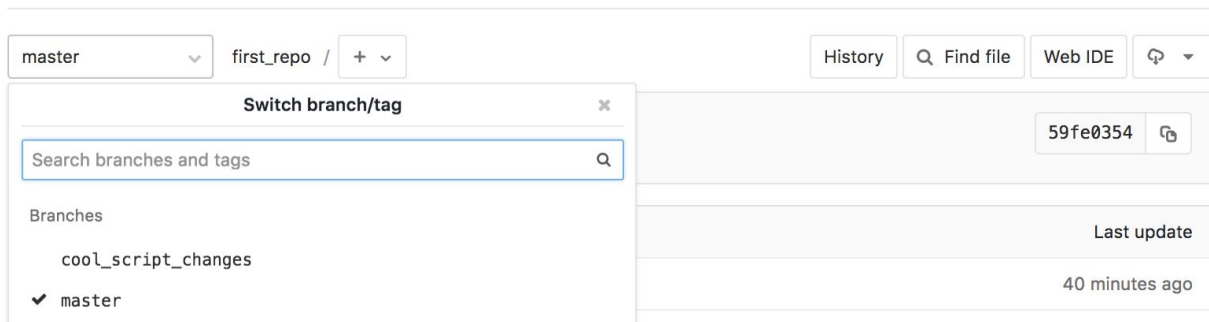 master first_repo / + History Find file Web IDE
Switch branch/tag
59fe0354
Search branches and tags
Branches
Last update
cool_script_changes
40 minutes ago
master